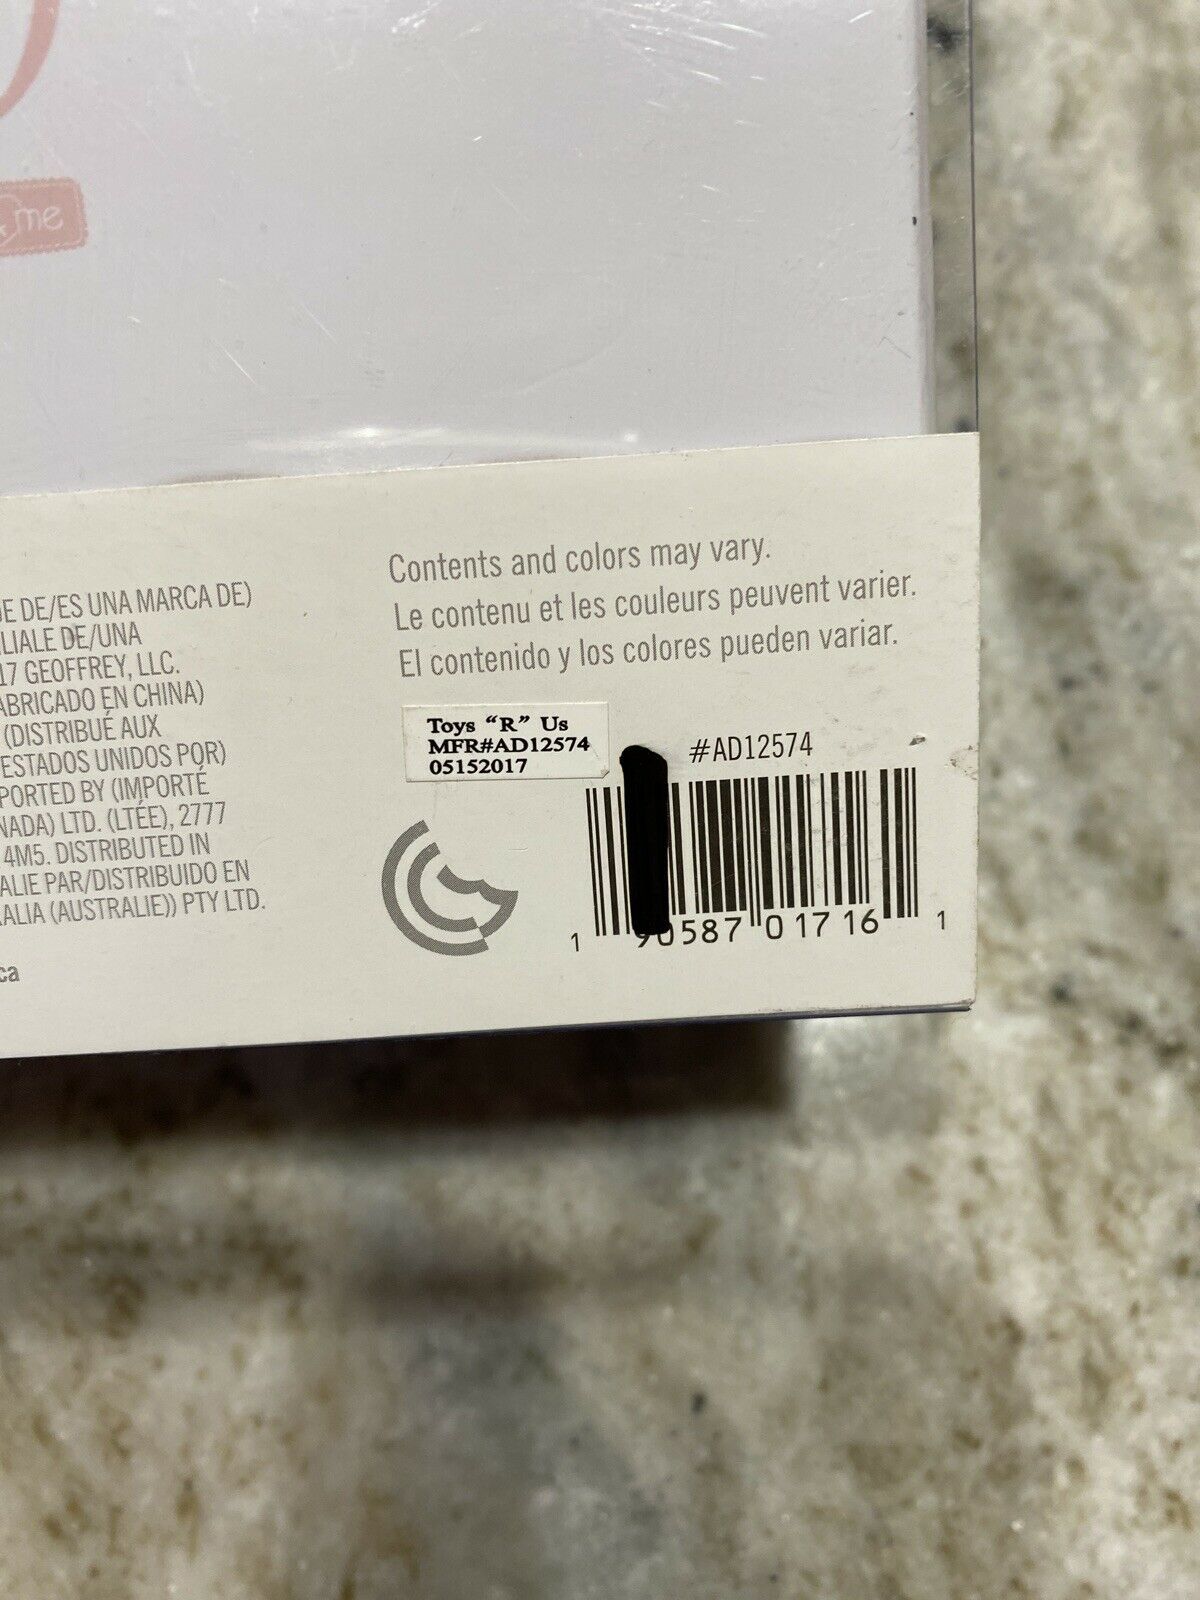 me
JE DE/ES UNA MARCA DE)
LIALE DE/UNA
17 GEOFFREY, LLC.
ABRICADO EN CHINA)
(DISTRIBUÉ AUX
ESTADOS UNIDOS POR)
PORTED BY (IMPORTÉ
NADA) LTD. (LTÉE), 2777
4M5. DISTRIBUTED IN
ALIE PAR/DISTRIBUIDO EN
RALIA (AUSTRALIE)) PTY LTD.
ca
Contents and colors may vary.
Le contenu et les couleurs peuvent varier.
El contenido y los colores pueden variar.
Toys “R” Us
MFR#AD12574
05152017
#AD12574
1 90587 01716 1